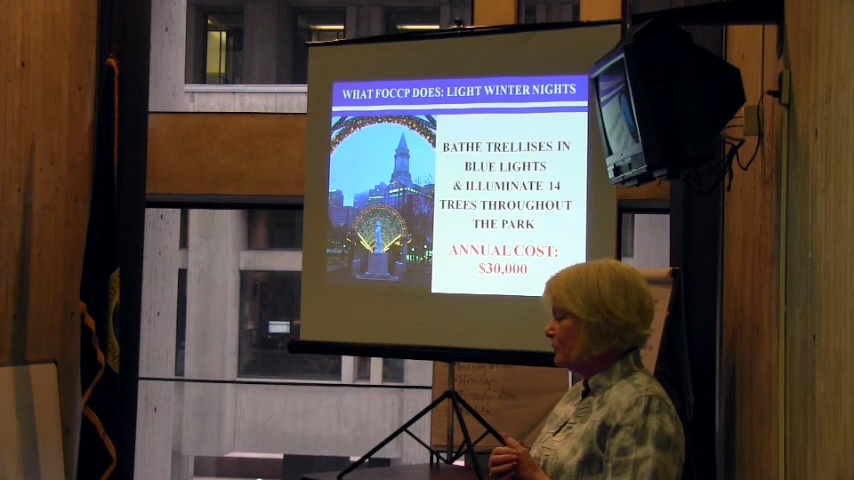 WHAT FOCCP DOES: LIGHT WINTER NIGHTS
BATHE TRELLISES IN
BLUE LIGHTS
& ILLUMINATE 14
TREES THROUGHOUT
THE PARK
ANNUAL COST:
$30,000